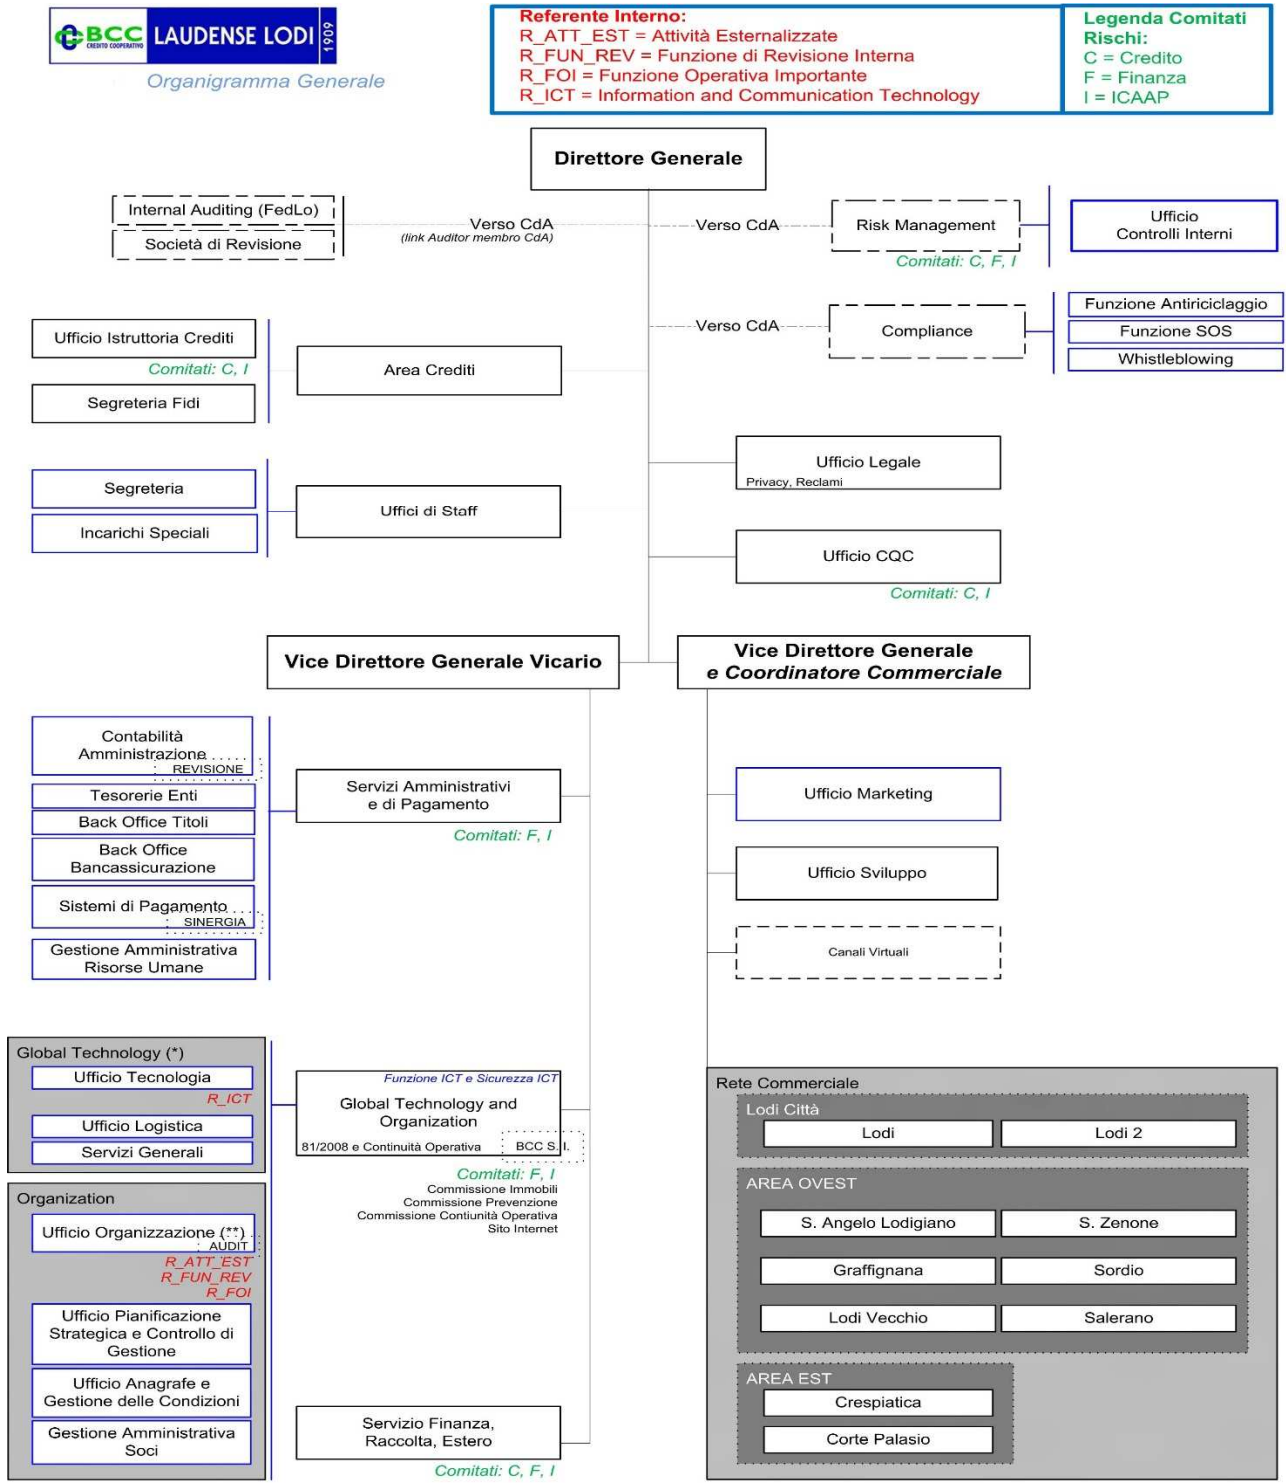 BCC
CREDITO COOPERATIVO
LAUDENSE LODI
1909
Organigramma Generale
Referente Interno:
R_ATT_EST = Attività Esternalizzate
R_FUN_REV = Funzione di Revisione Interna
R_FOI = Funzione Operativa Importante
R_ICT = Information and Communication Technology
Legenda Comitati
Rischi:
C = Credito
F = Finanza
I = ICAAP
Direttore Generale
Internal Auditing (FedLo)
Società di Revisione
Verso CdA
(link Auditor membro CdA)
Verso CdA
Risk Management
Comitati: C, F, I
Ufficio
Controlli Interni
Verso CdA
Compliance
Funzione Antiriciclaggio
Funzione SOS
Whistleblowing
Ufficio Istruttoria Crediti
Comitati: C, I
Segreteria Fidi
Area Crediti
Ufficio Legale
Privacy, Reclami
Segreteria
Incarichi Speciali
Uffici di Staff
Ufficio CQC
Comitati: C, I
Vice Direttore Generale Vicario
Vice Direttore Generale
e Coordinatore Commerciale
Contabilità
Amministrazione
REVISIONE
Tesorerie Enti
Back Office Titoli
Back Office
Bancassicurazione
Sistemi di Pagamento
SINERGIA
Gestione Amministrativa
Risorse Umane
Servizi Amministrativi
e di Pagamento
Comitati: F, I
Ufficio Marketing
Ufficio Sviluppo
Canali Virtuali
Global Technology (*)
Ufficio Tecnologia
R_ICT
Ufficio Logistica
Servizi Generali
Funzione ICT e Sicurezza ICT
Global Technology and
Organization
81/2008 e Continuità Operativa
BCC S.I.
Comitati: F, I
Commissione Immobili
Commissione Prevenzione
Commissione Contiunità Operativa
Sito Internet
Organization
Ufficio Organizzazione (**)
AUDIT
R_ATT_EST
R_FUN_REV
R_FOI
Ufficio Pianificazione
Strategica e Controllo di
Gestione
Ufficio Anagrafe e
Gestione delle Condizioni
Gestione Amministrativa
Soci
Servizio Finanza,
Raccolta, Estero
Comitati: C, F, I
Rete Commerciale
Lodi Città
Lodi
Lodi 2
AREA OVEST
S. Angelo Lodigiano
S. Zenone
Graffignana
Sordio
Lodi Vecchio
Salerano
AREA EST
Crespiatica
Corte Palasio